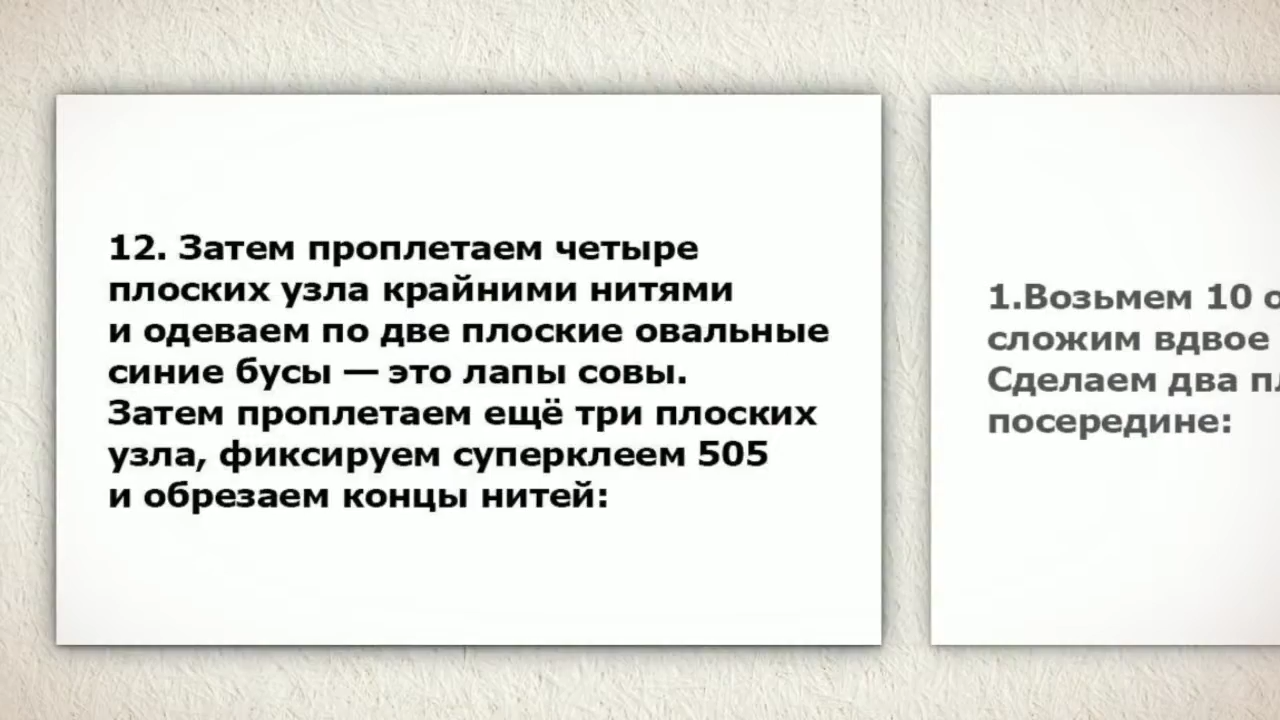 12. Затем проплетаем четыре
плоских узла крайними нитями
и одеваем по две плоские овальные
синие бусы — это лапы совы.
Затем проплетаем ещё три плоских
узла, фиксируем суперклеем 505
и обрезаем концы нитей:
1.Возьмем 10 о
сложим вдвое
Сделаем два пл
посередине: